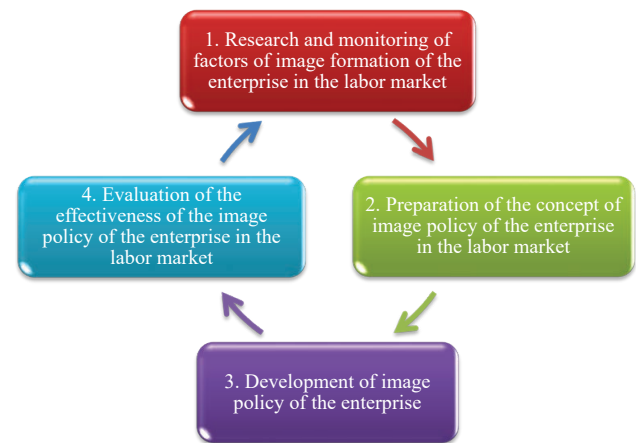 1. Research and monitoring of
factors of image formation of the
enterprise in the labor market
2. Preparation of the concept of
image policy of the enterprise
in the labor market
3. Development of image
policy of the enterprise
4. Evaluation of the
effectiveness of the image
policy of the enterprise in the
labor market